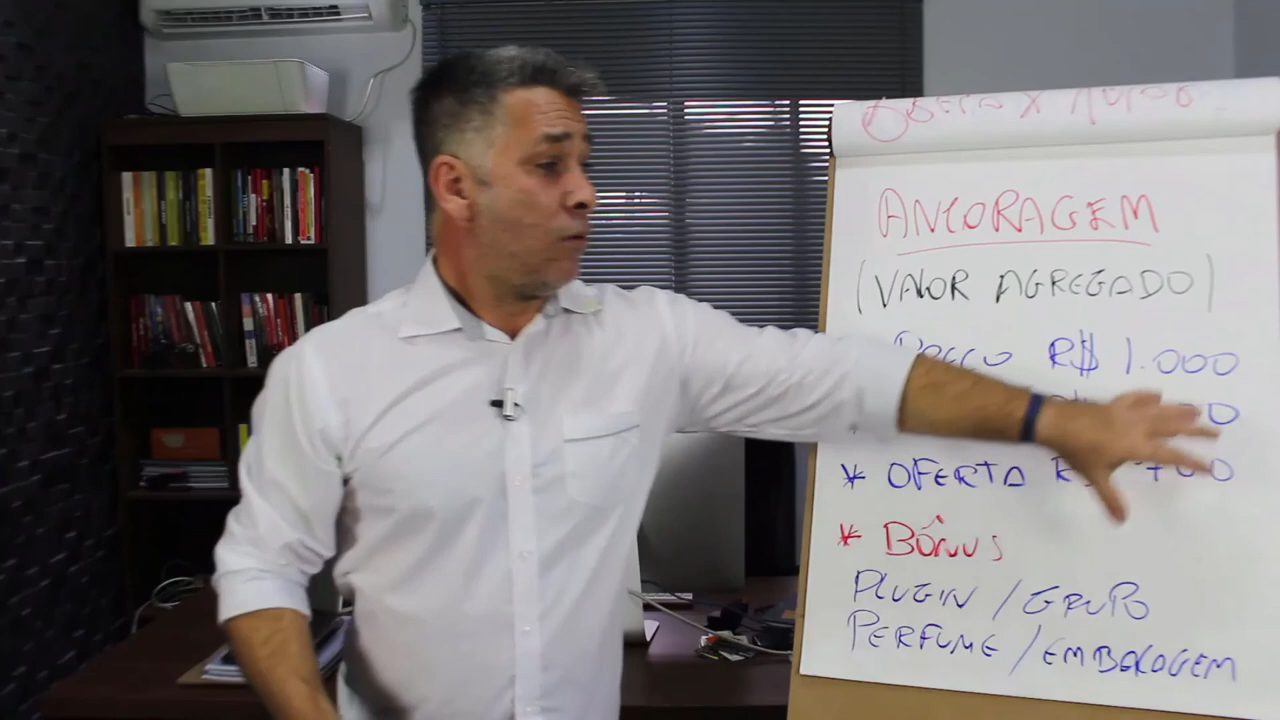 ANCORAGEM
(VALOR AGREGADO)
R$ 1.000
* OFERTA
* BÔNUS
PLUGIN / GRUPO
PERFUME / EMBALAGEM